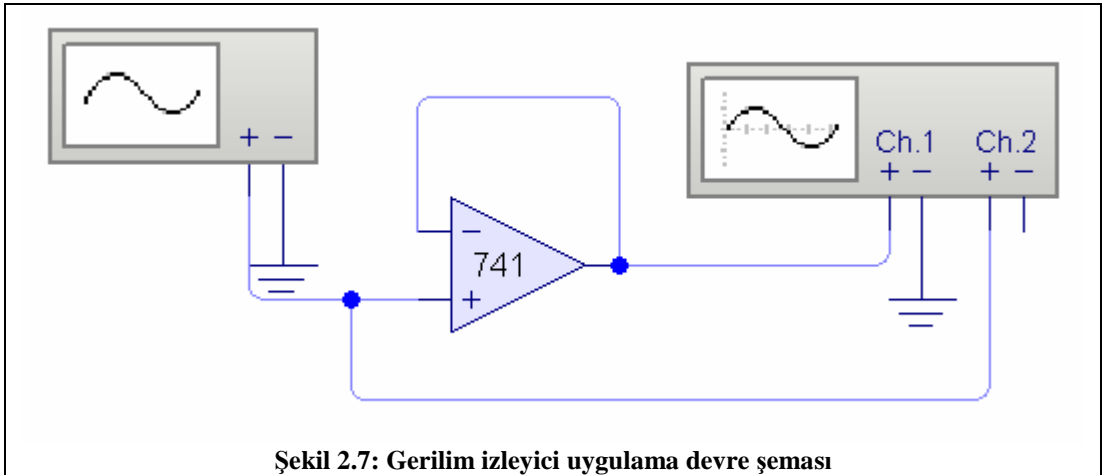 + −
Ch.1 Ch.2
+ − + −
−
741
+
Şekil 2.7: Gerilim izleyici uygulama devre şeması